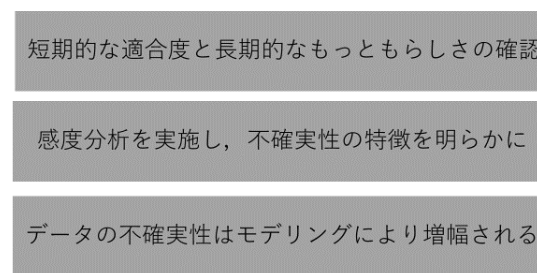 短期的な適合度と長期的なもっともらしさの確認
感度分析を実施し，不確実性の特徴を明らかに
データの不確実性はモデリングにより増幅される